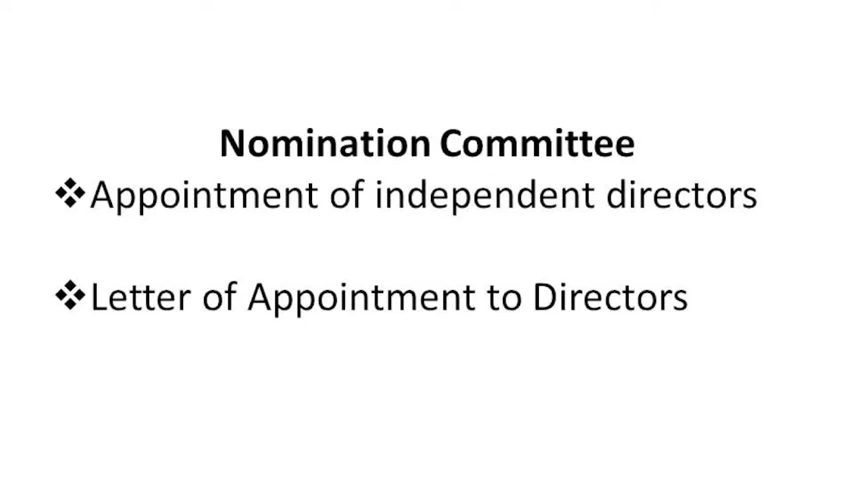 Nomination Committee
❖Appointment of independent directors
❖Letter of Appointment to Directors